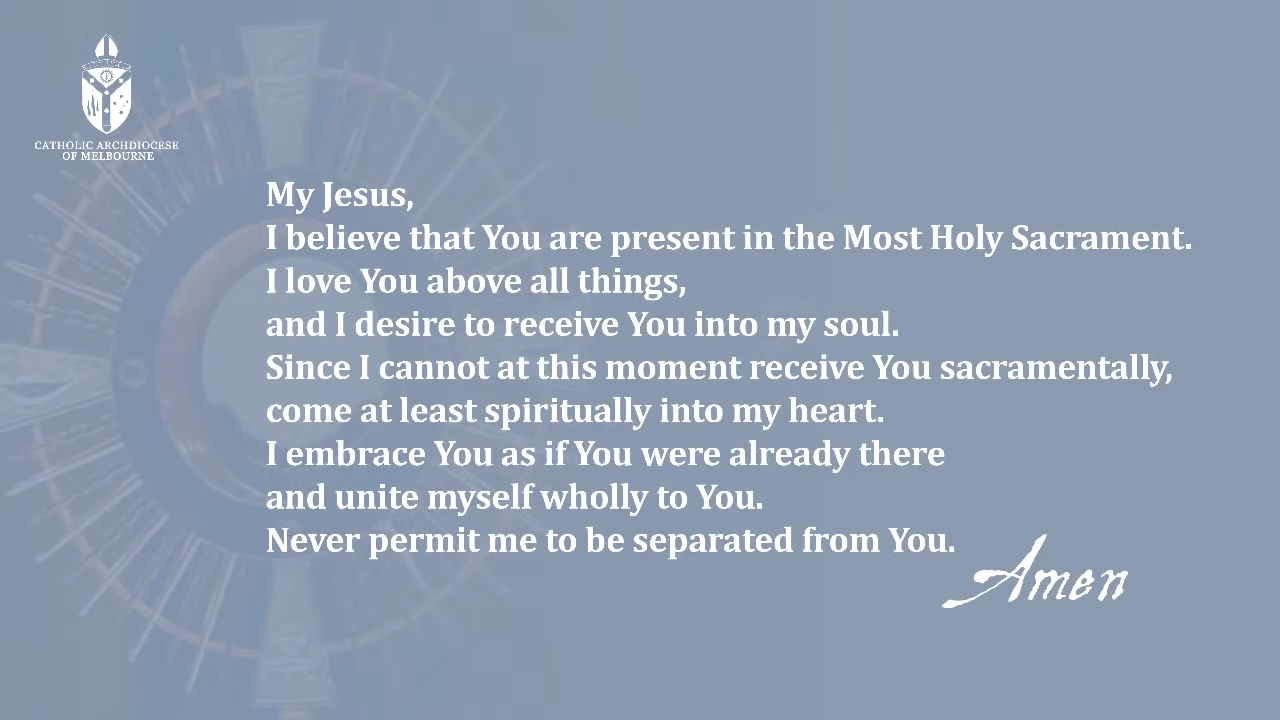 CATHOLIC ARCHDIOCESE
OF MELBOURNE
My Jesus,
I believe that You are present in the Most Holy Sacrament.
I love You above all things,
and I desire to receive You into my soul.
Since I cannot at this moment receive You sacramentally,
come at least spiritually into my heart.
I embrace You as if You were already there
and unite myself wholly to You.
Never permit me to be separated from You.
Amen